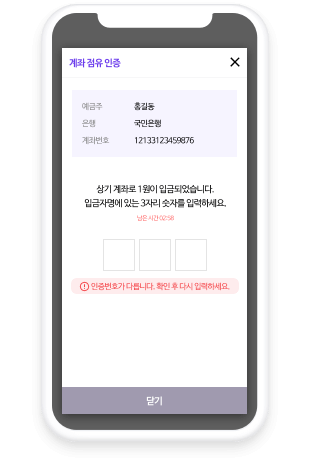 계좌 점유 인증
예금주 홍길동
은행 국민은행
계좌번호 12133123459876
상기 계좌로 1원이 입금되었습니다.
입금자명에 있는 3자리 숫자를 입력하세요.
남은 시간 02:58
인증번호가 다릅니다. 확인 후 다시 입력하세요.
닫기